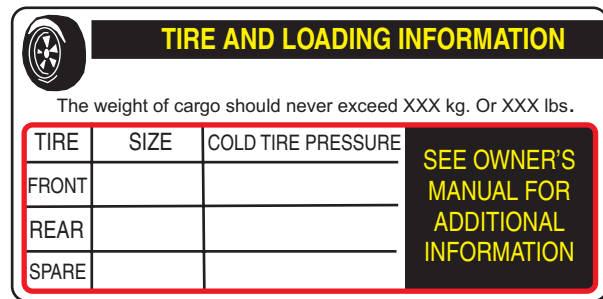 TIRE AND LOADING INFORMATION
The weight of cargo should never exceed XXX kg. Or XXX lbs.
TIRE SIZE COLD TIRE PRESSURE
FRONT
REAR
SPARE
SEE OWNER'S
MANUAL FOR
ADDITIONAL
INFORMATION